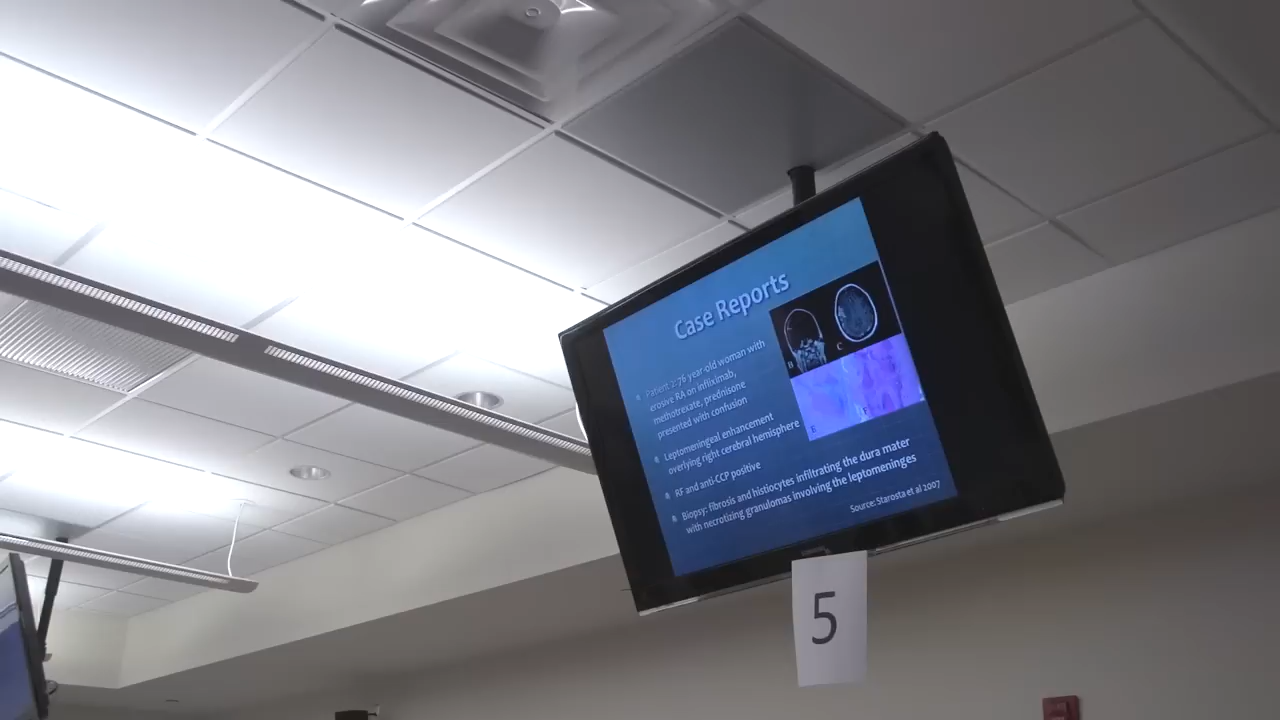 Case Reports
Patient 2: 76 year-old woman with
erosive RA on infliximab,
methotrexate, prednisone
presented with confusion
Leptomeningeal enhancement
overlying right cerebral hemisphere
RF and anti-CCP positive
Biopsy: fibrosis and histiocytes infiltrating the dura mater
with necrotizing granulomas involving the leptomeninges
Source: Starosta et al 2007
B
C
E
F
5